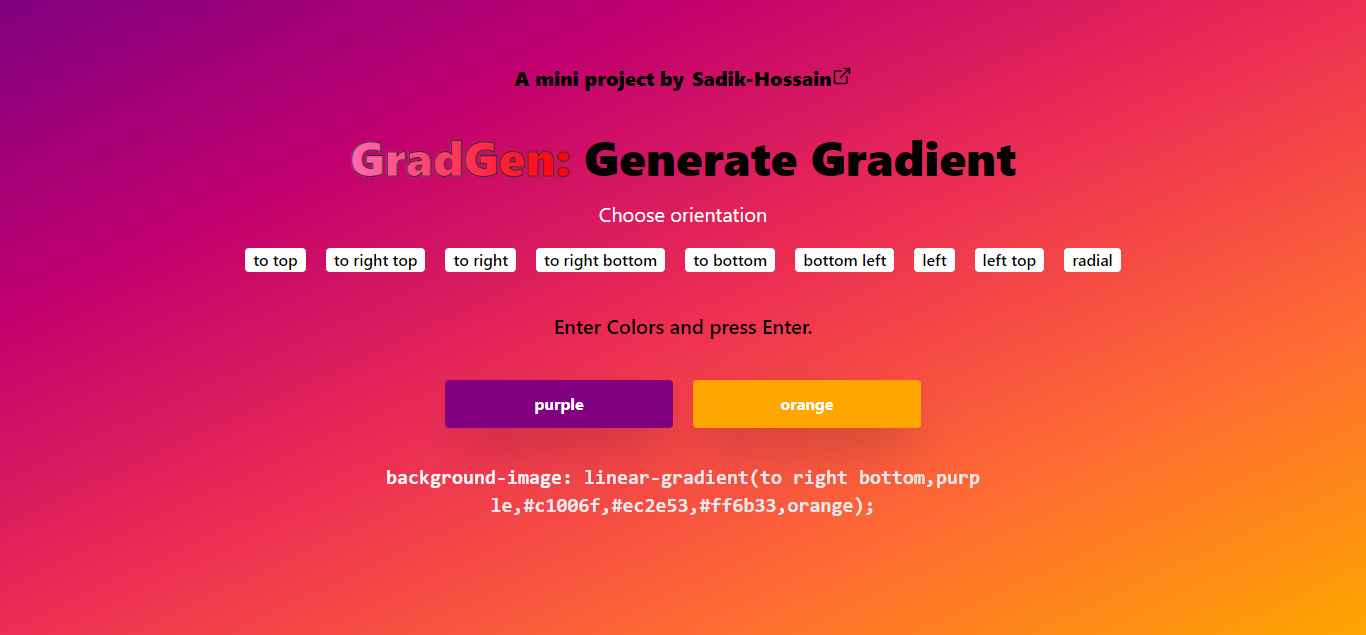 A mini project by Sadik-Hossain
GradGen: Generate Gradient
Choose orientation
to top to right top to right to right bottom to bottom bottom left left left top radial
Enter Colors and press Enter.
purple orange
background-image: linear-gradient(to right bottom,purp
le,#c1006f,#ec2e53,#ff6b33,orange);